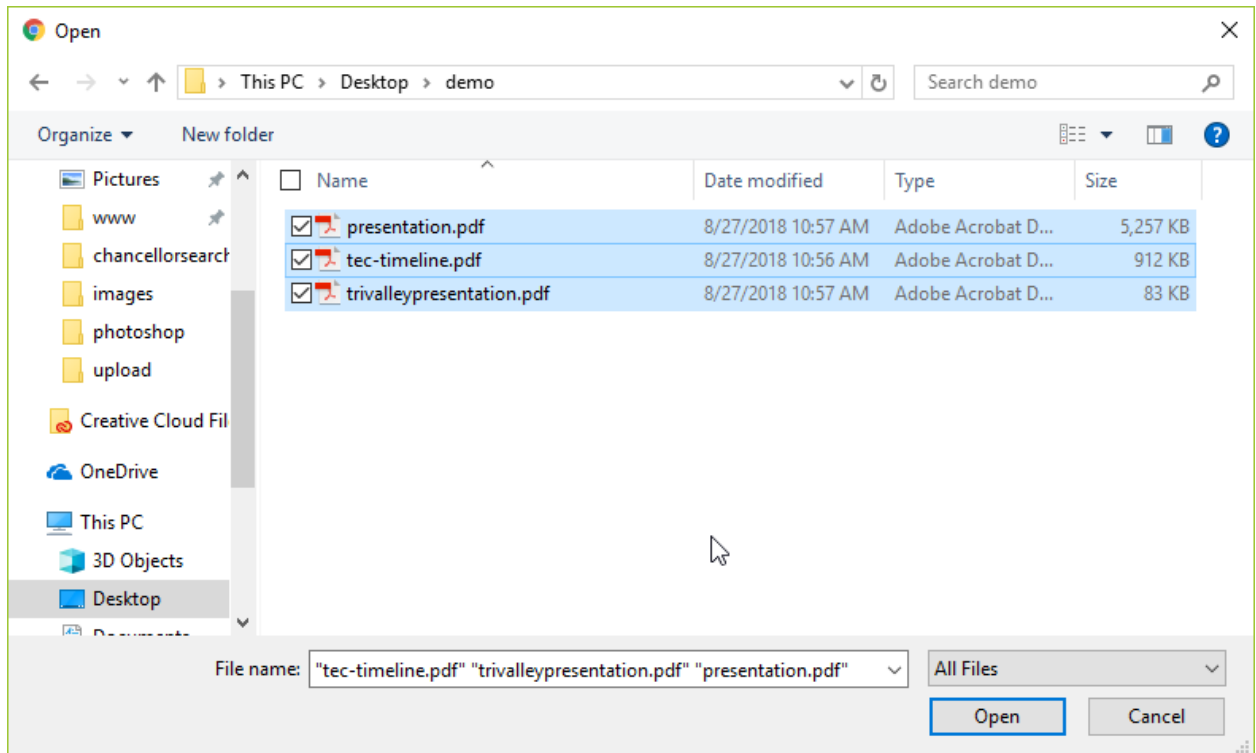 Open
This PC > Desktop > demo
Search demo
Organize
New folder
?
Pictures
www
chancellorsearch
images
photoshop
upload
Creative Cloud Fil
OneDrive
This PC
3D Objects
Desktop
Name Date modified Type Size
presentation.pdf 8/27/2018 10:57 AM Adobe Acrobat D... 5,257 KB
tec-timeline.pdf 8/27/2018 10:56 AM Adobe Acrobat D... 912 KB
trivalleypresentation.pdf 8/27/2018 10:57 AM Adobe Acrobat D... 83 KB
File name: "tec-timeline.pdf" "trivalleypresentation.pdf" "presentation.pdf"
All Files
Open Cancel